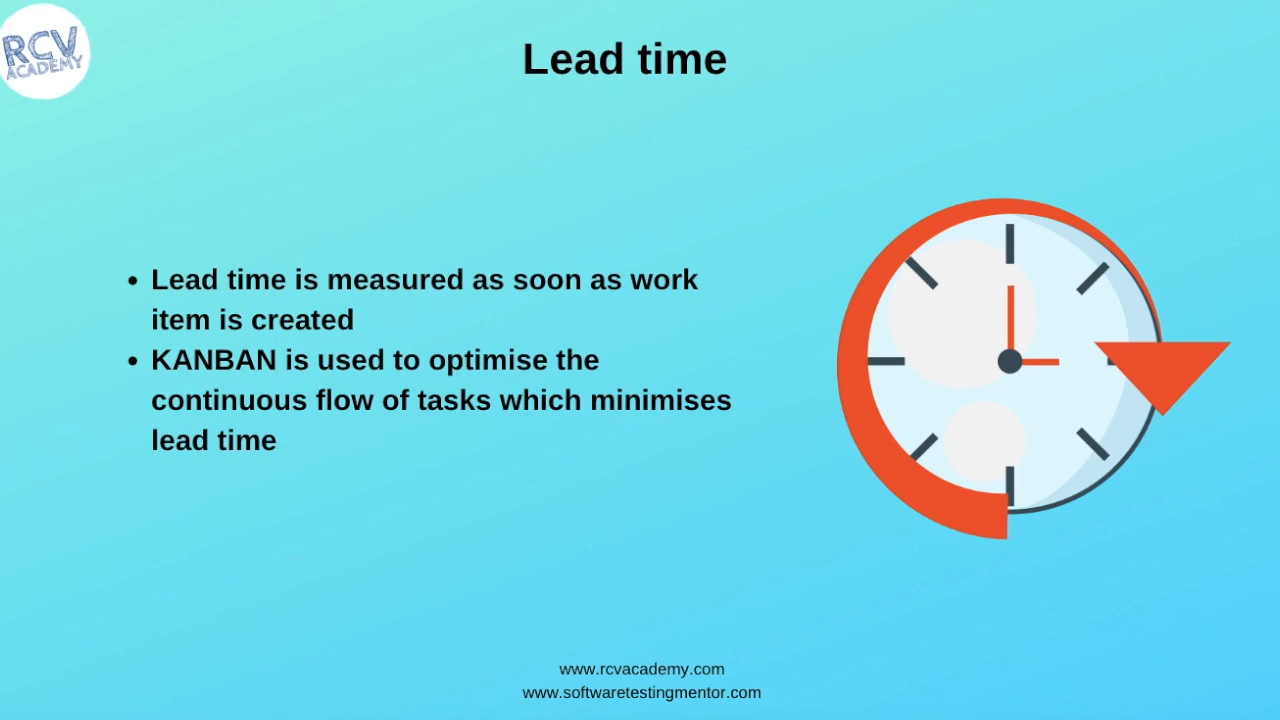 RCV
ACADEMY
Lead time
• Lead time is measured as soon as work
item is created
• KANBAN is used to optimise the
continuous flow of tasks which minimises
lead time
www.rcvacademy.com
www.softwaretestingmentor.com